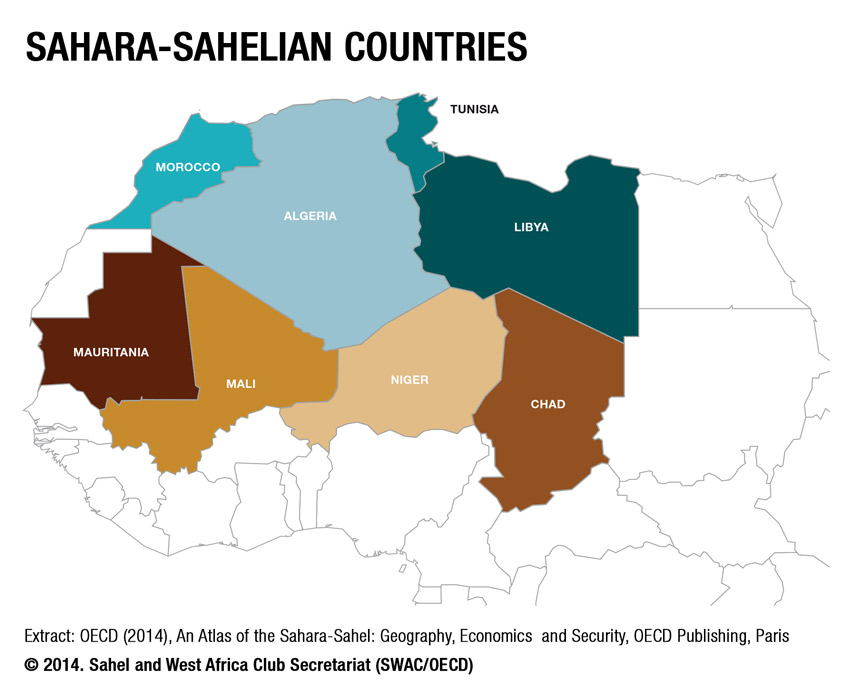 SAHARA-SAHELIAN COUNTRIES
TUNISIA
MOROCCO
ALGERIA
LIBYA
MAURITANIA
MALI
NIGER
CHAD
Extract: OECD (2014), An Atlas of the Sahara-Sahel: Geography, Economics and Security, OECD Publishing, Paris
© 2014. Sahel and West Africa Club Secretariat (SWAC/OECD)